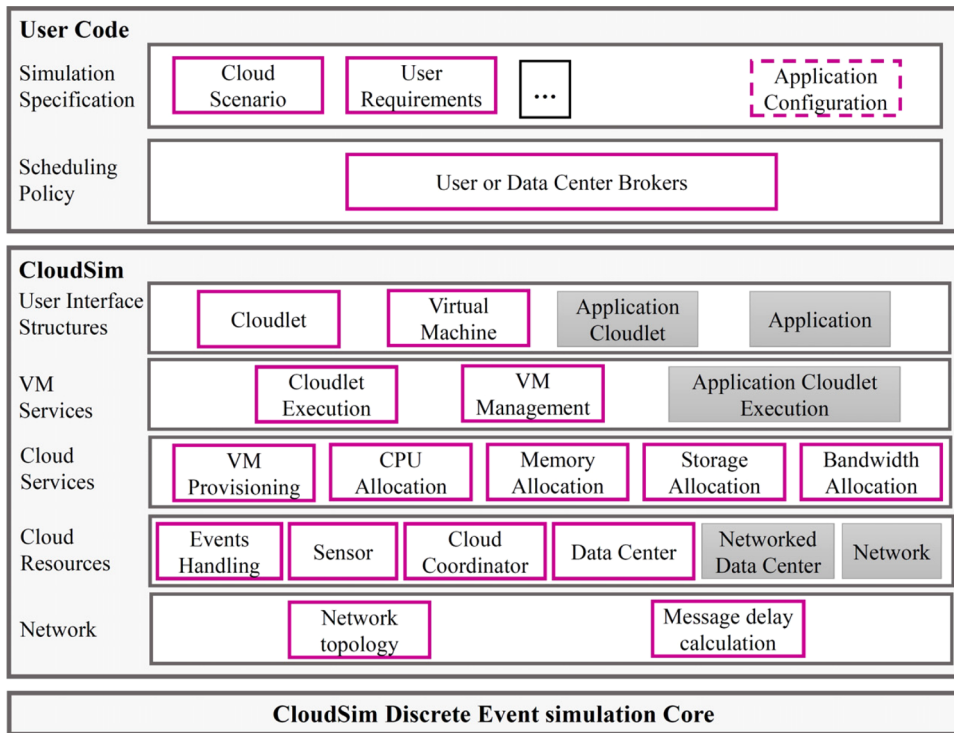 User Code
Simulation
Specification
Cloud
Scenario
User
Requirements
...
Application
Configuration
Scheduling
Policy
User or Data Center Brokers
CloudSim
User Interface
Structures
Cloudlet
Virtual
Machine
Application
Cloudlet
Application
VM
Services
Cloudlet
Execution
VM
Management
Application Cloudlet
Execution
Cloud
Services
VM
Provisioning
CPU
Allocation
Memory
Allocation
Storage
Allocation
Bandwidth
Allocation
Cloud
Resources
Events
Handling
Sensor
Cloud
Coordinator
Data Center
Networked
Data Center
Network
Network
Network
topology
Message delay
calculation
CloudSim Discrete Event simulation Core